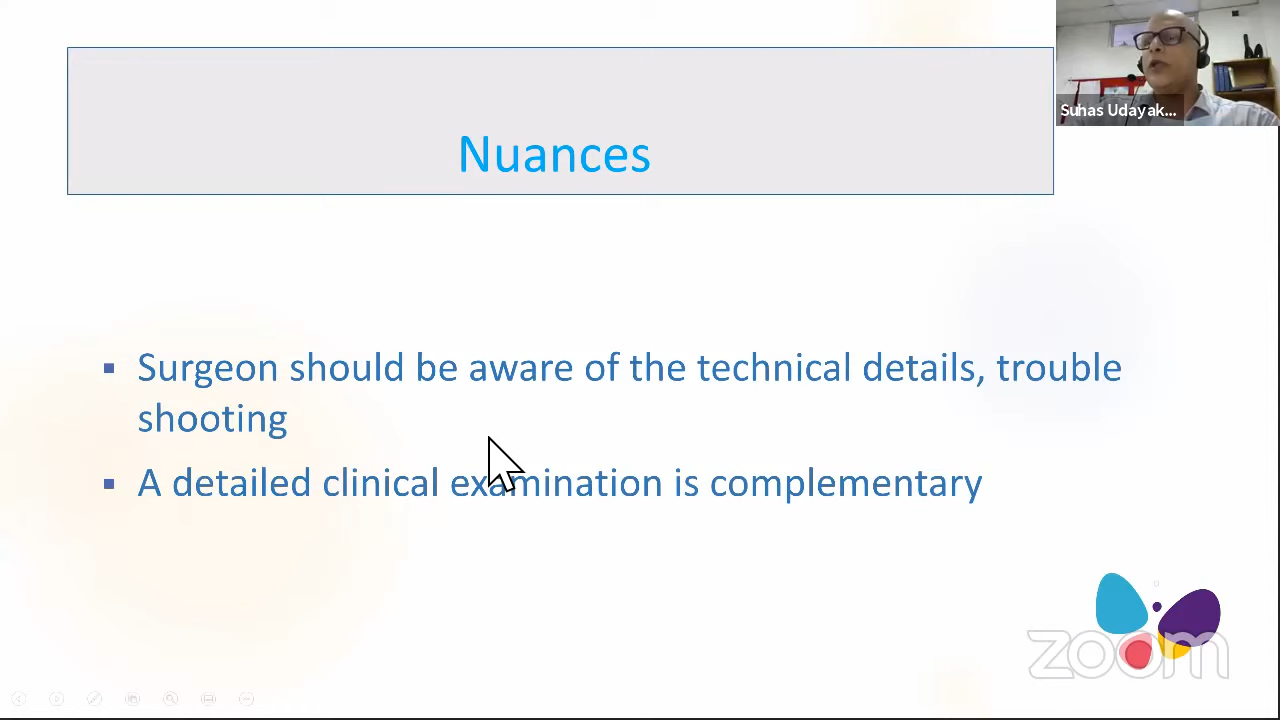 Nuances
Suhas Udayak...
▪ Surgeon should be aware of the technical details, trouble
shooting
▪ A detailed clinical examination is complementary
zoom